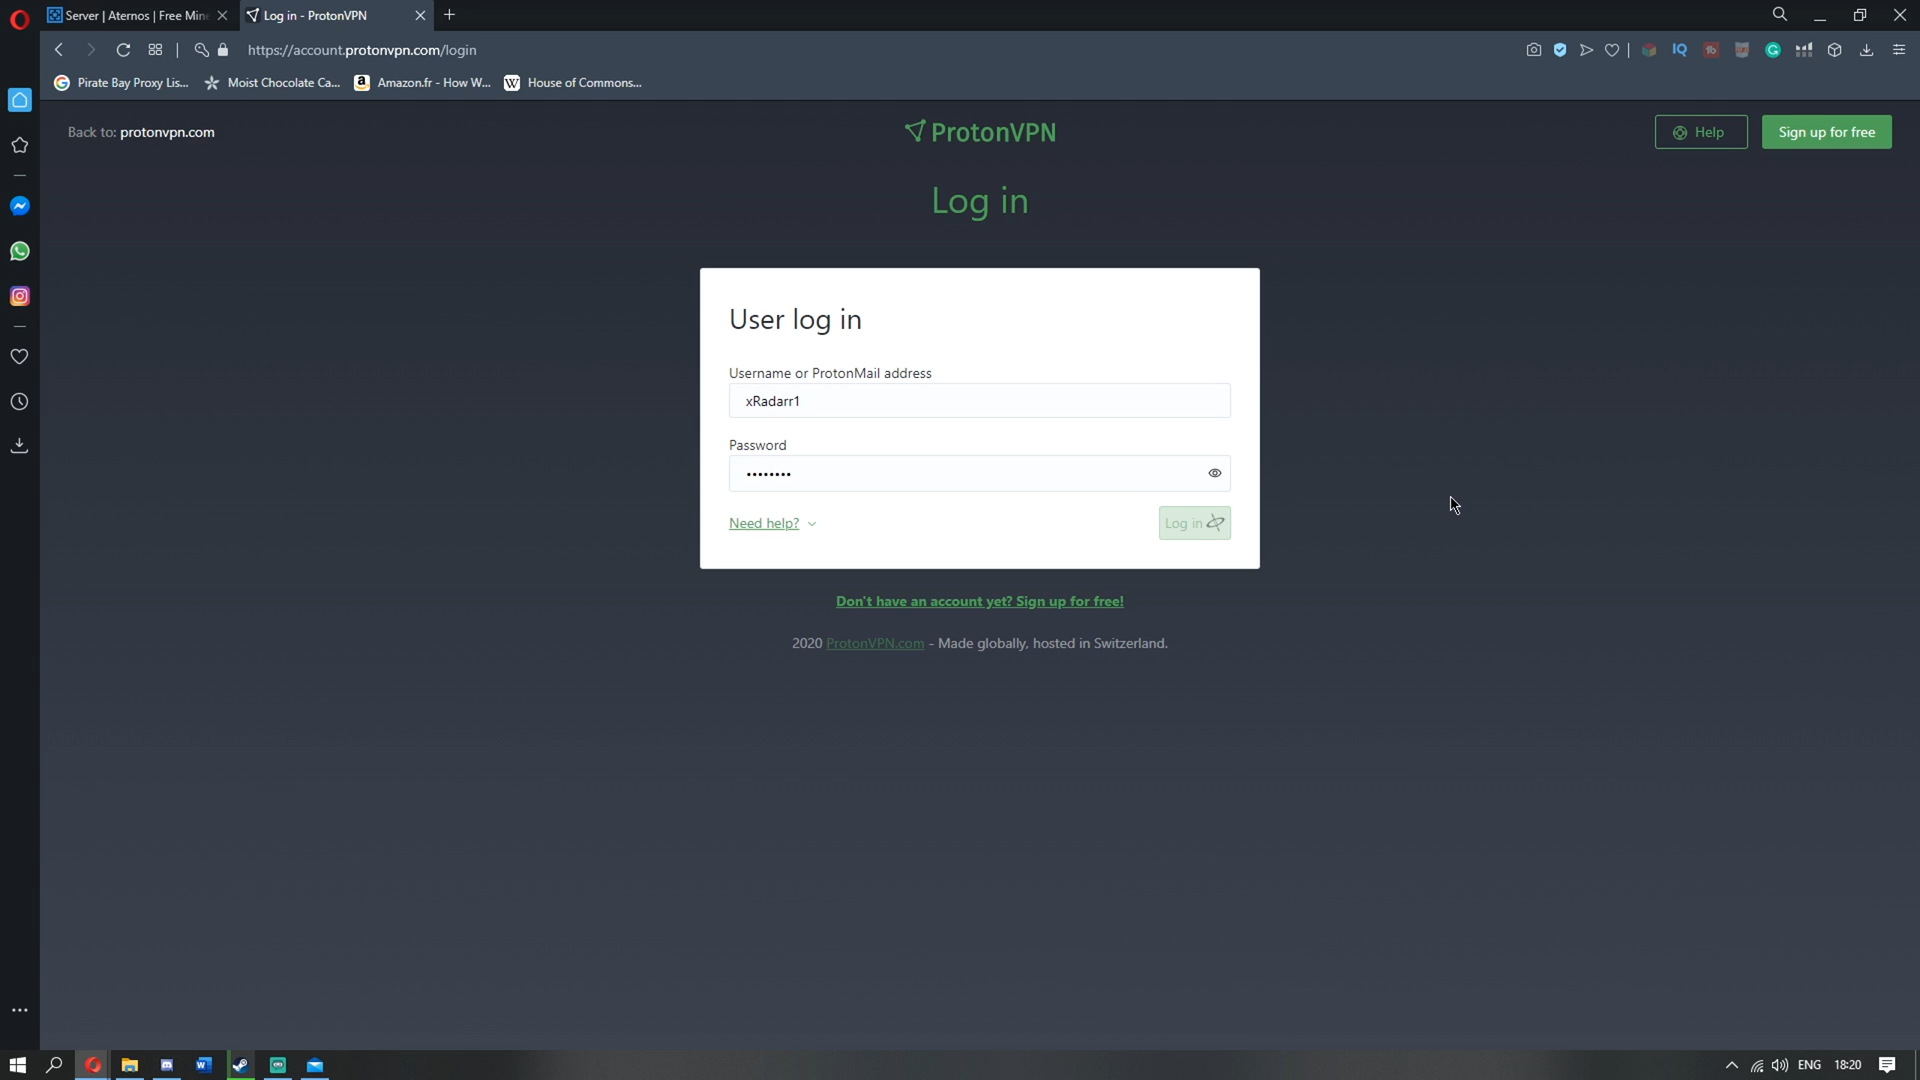 Server | Aternos | Free Mine
Log in - ProtonVPN
https://account.protonvpn.com/login
IQ
Pirate Bay Proxy Lis...
Moist Chocolate Ca...
Amazon.fr - How W...
House of Commons...
Back to: protonvpn.com
ProtonVPN
Help
Sign up for free
Log in
User log in
Username or ProtonMail address
xRadarr1
Password
Need help?
Log in
Don't have an account yet? Sign up for free!
2020 ProtonVPN.com - Made globally, hosted in Switzerland.
ENG
18:20